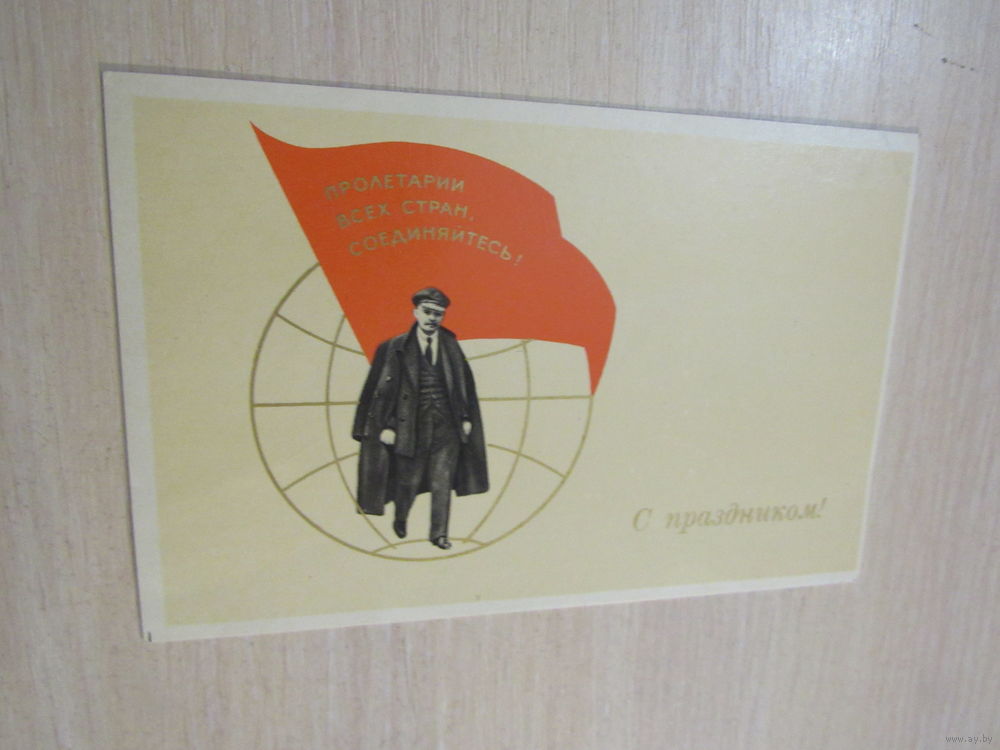 ПРОЛЕТАРИИ
ВСЕХ СТРАН,
СОЕДИНЯЙТЕСЬ!
С праздником!
www.ay.by